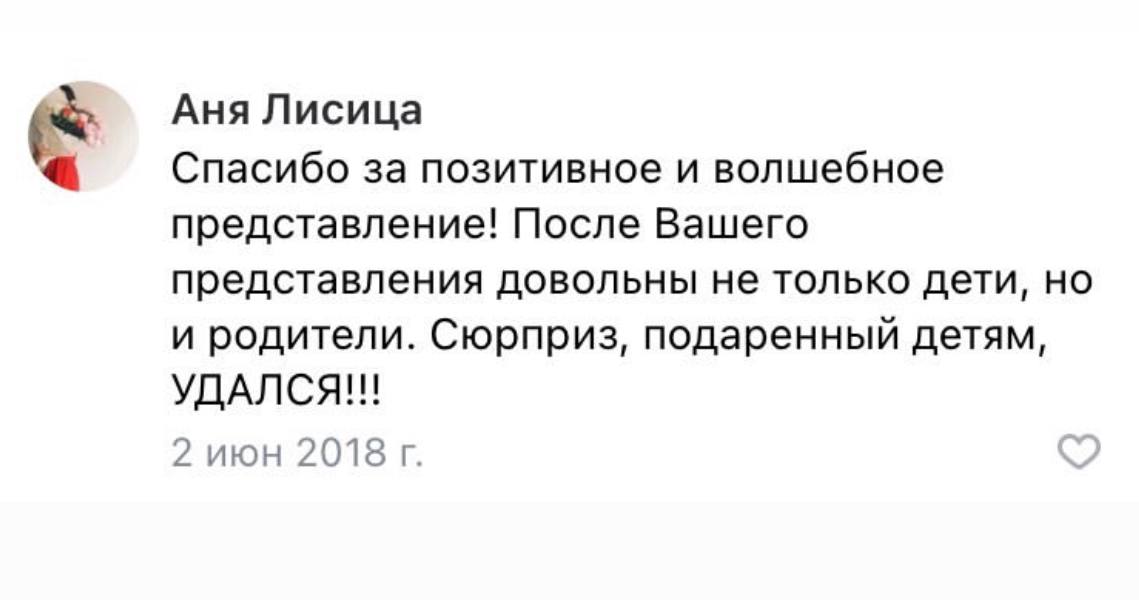 Аня Лисица
Спасибо за позитивное и волшебное
представление! После Вашего
представления довольны не только дети, но
и родители. Сюрприз, подаренный детям,
УДАЛСЯ!!!
2 июн 2018 г.